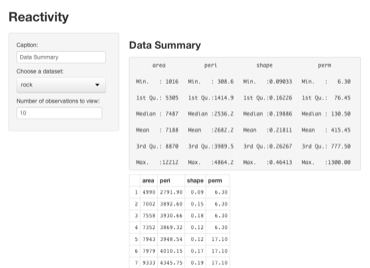 Reactivity
Caption:
Data Summary
Choose a dataset:
rock
Number of observations to view:
10
Data Summary
area peri shape perm
Min. : 1016 Min. : 308.6 Min. :0.09033 Min. : 6.30
1st Qu.: 5305 1st Qu.:1414.9 1st Qu.:0.16226 1st Qu.: 76.45
Median : 7487 Median :2536.2 Median :0.19886 Median : 130.50
Mean : 7188 Mean :2682.2 Mean :0.21811 Mean : 415.45
3rd Qu.: 8870 3rd Qu.:3989.5 3rd Qu.:0.26267 3rd Qu.: 777.50
Max. :12212 Max. :4864.2 Max. :0.46413 Max. :1300.00
area peri shape perm
1 4990 2791.90 0.09 6.30
2 7002 3892.60 0.15 6.30
3 7558 3930.66 0.18 6.30
4 7352 3869.32 0.12 6.30
5 7943 3948.54 0.12 17.10
6 7979 4010.15 0.17 17.10
7 9333 4345.75 0.19 17.10